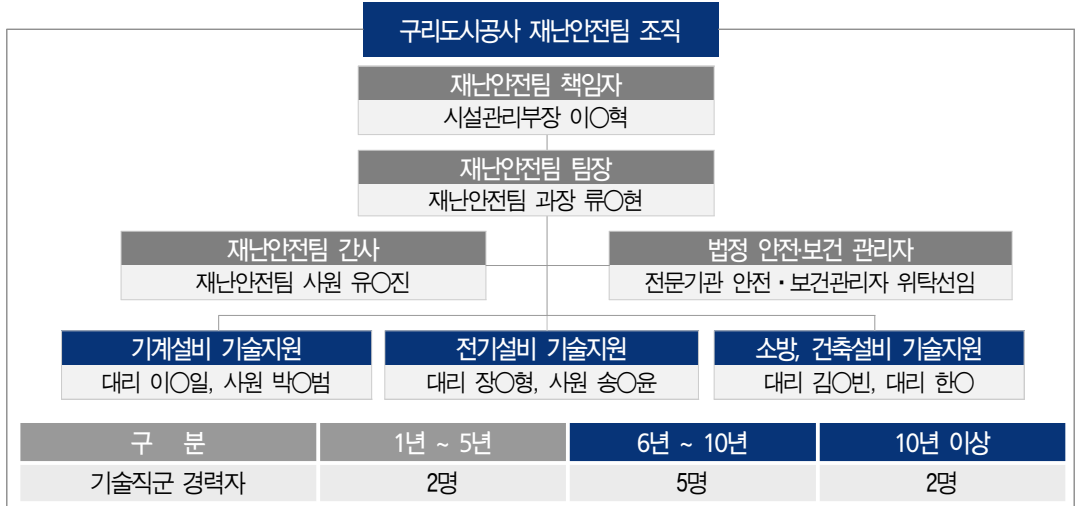 구리도시공사 재난안전팀 조직
재난안전팀 책임자
시설관리부장 이○혁
재난안전팀 팀장
재난안전팀 과장 류○현
재난안전팀 간사
재난안전팀 사원 유○진
법정 안전·보건 관리자
전문기관 안전・보건관리자 위탁선임
기계설비 기술지원
대리 이○일, 사원 박○범
전기설비 기술지원
대리 장○형, 사원 송○윤
소방, 건축설비 기술지원
대리 김○빈, 대리 한○
구 분 1년 ~ 5년 6년 ~ 10년 10년 이상
기술직군 경력자 2명 5명 2명